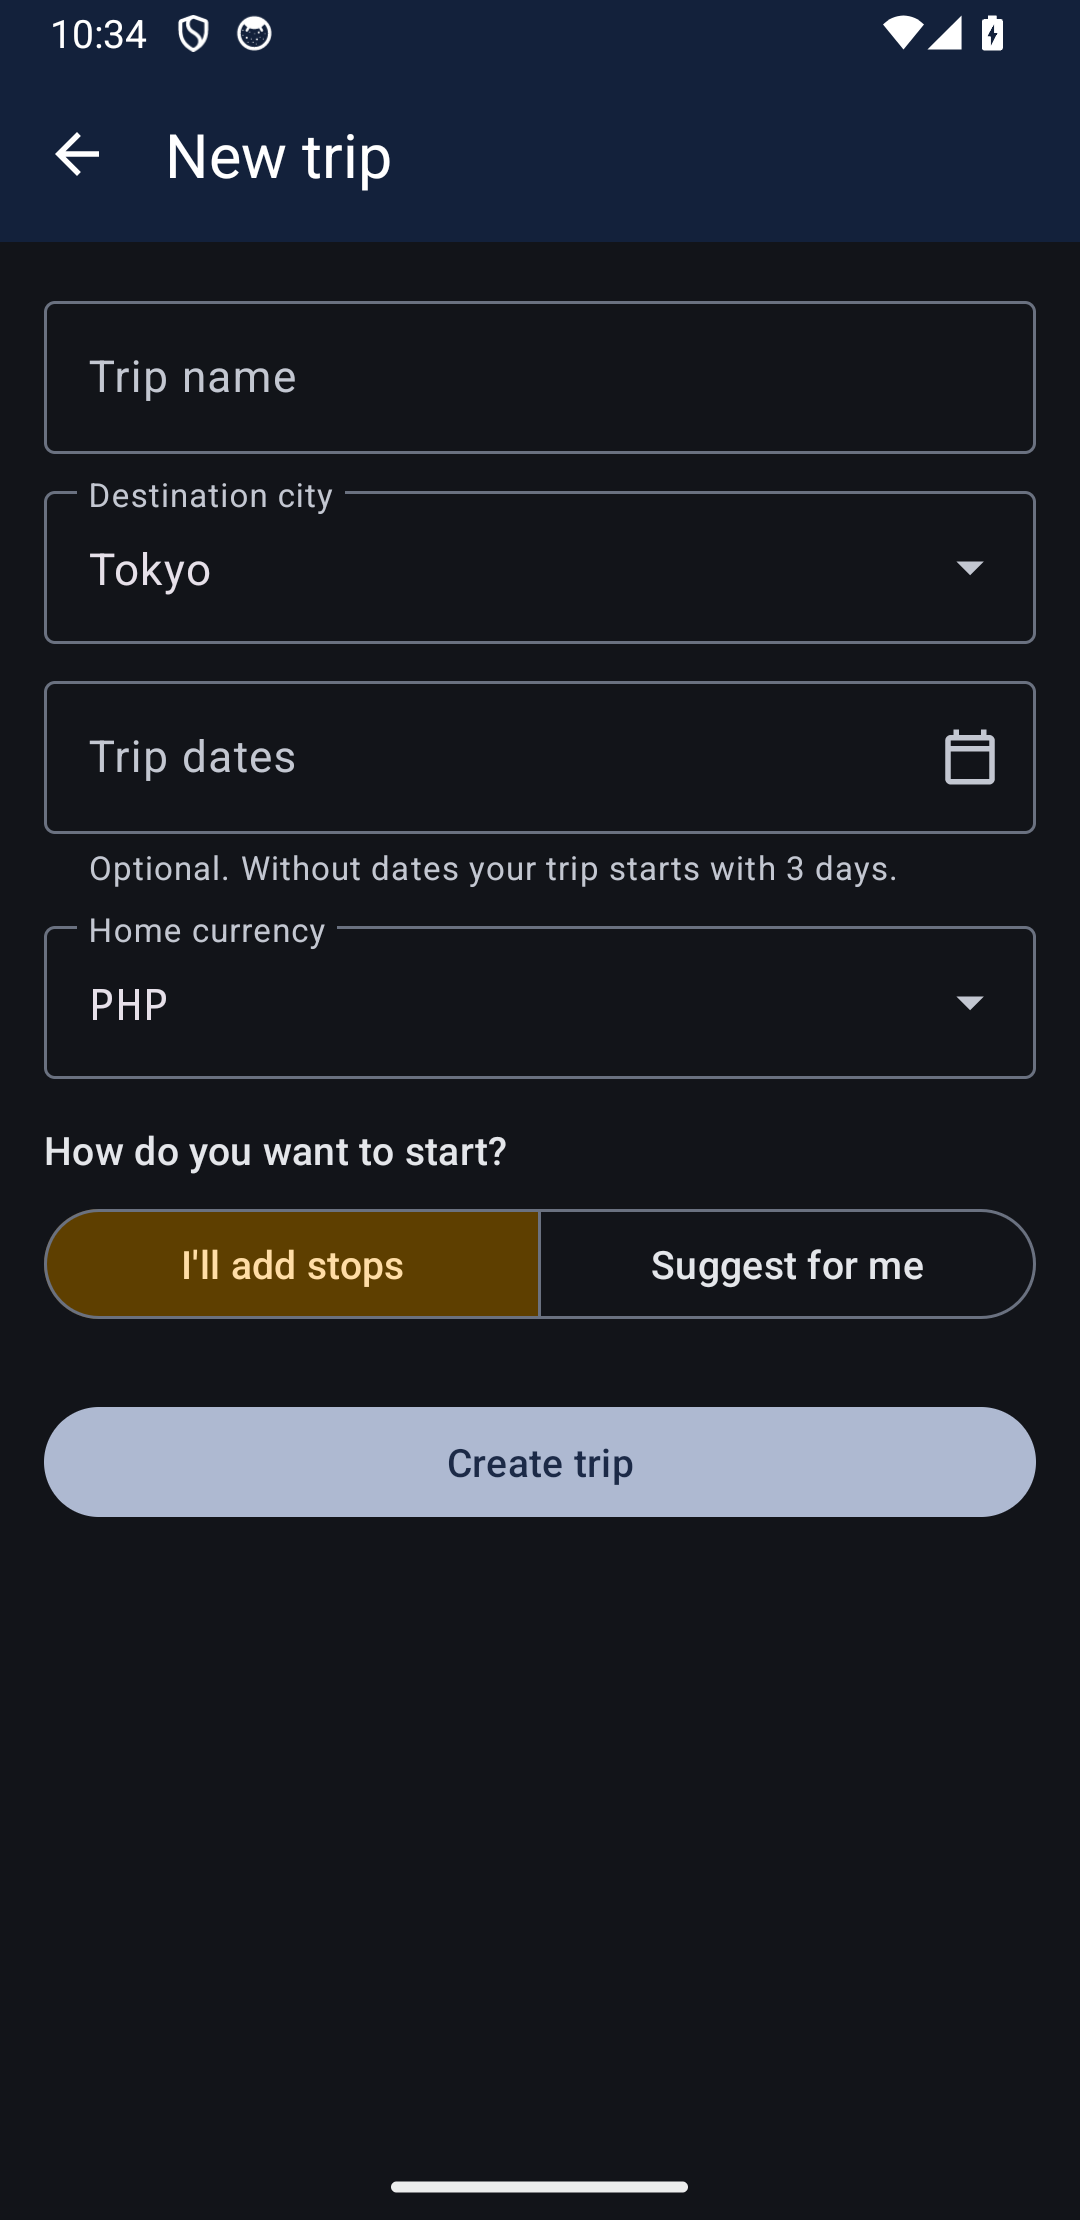 10:34
New trip
Trip name
Destination city
Tokyo
Trip dates
Optional. Without dates your trip starts with 3 days.
Home currency
PHP
How do you want to start?
I'll add stops
Suggest for me
Create trip